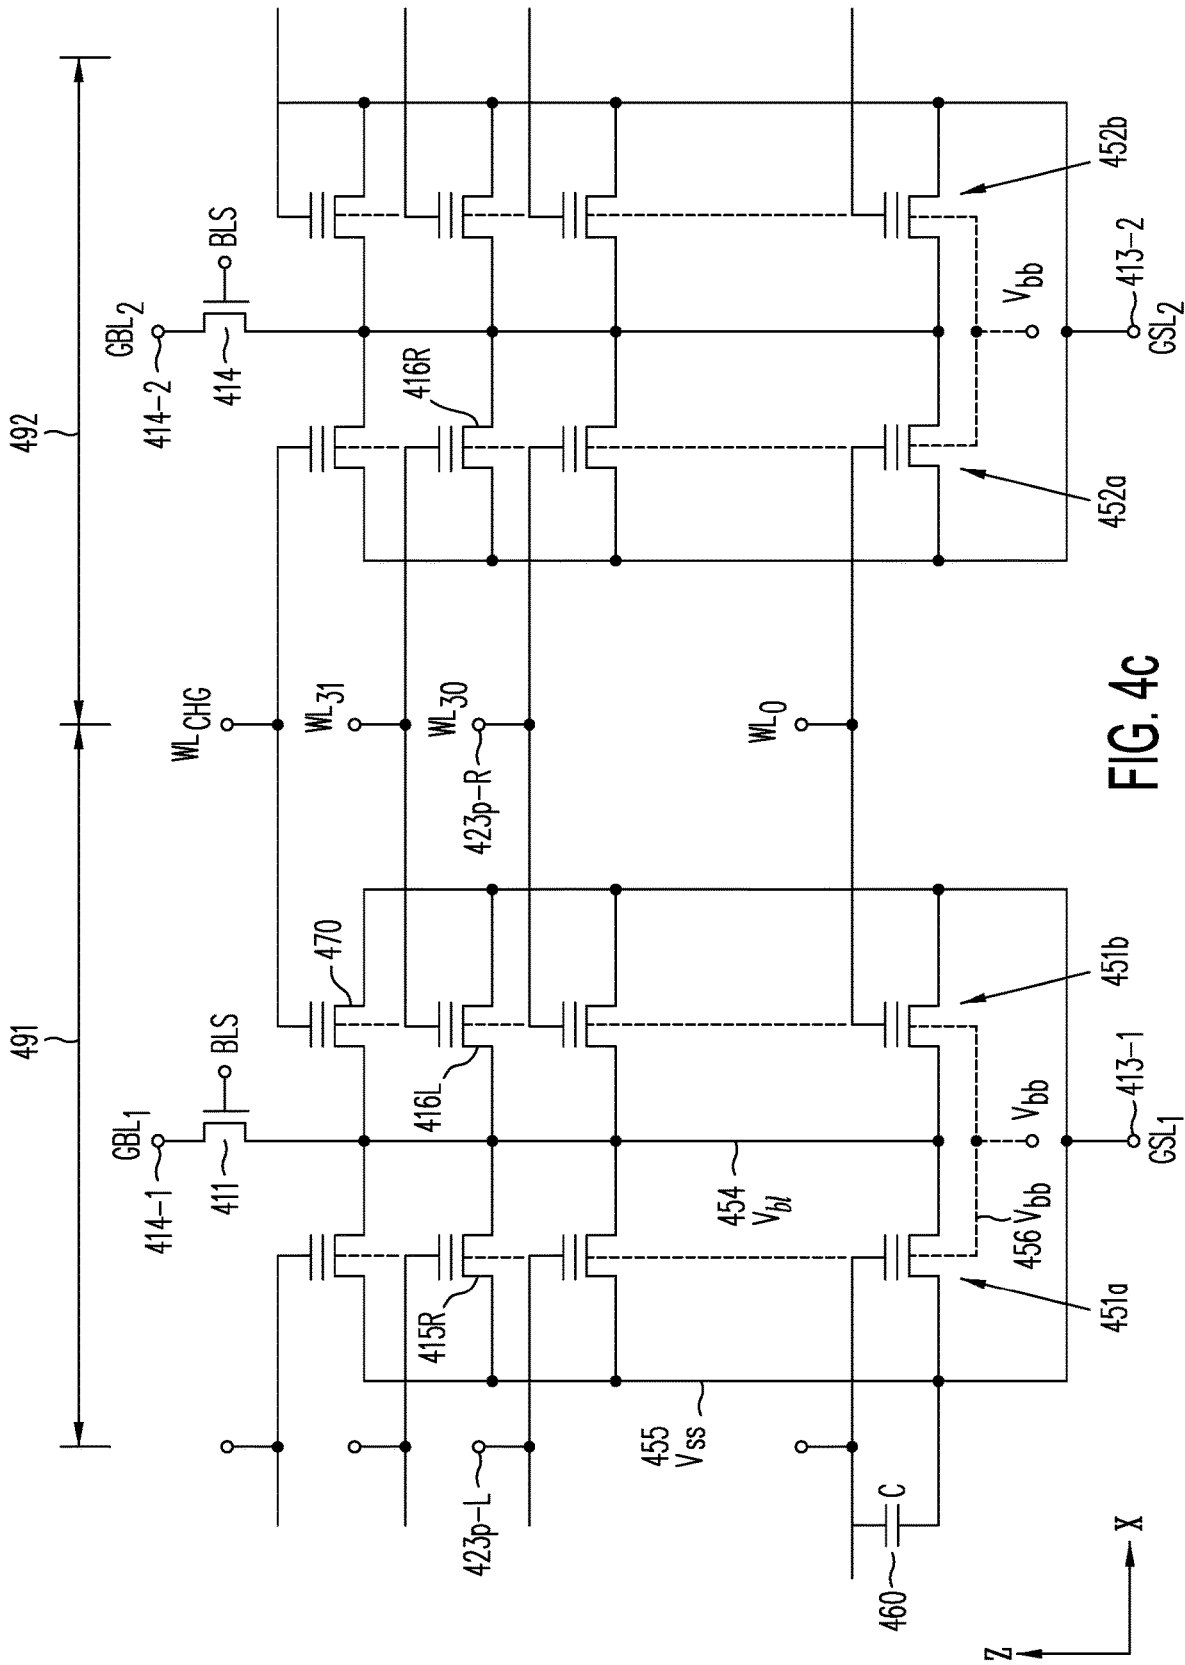 491
492
GBL1
414-1
BLS
411
GBL2
414-2
BLS
414
WLCHG
470
WL31
416L
415R
416R
WL30
423p-R
423p-L
WL0
454
Vbl
455
Vss
C
460
456 Vbb
Vbb
Vbb
451a
451b
452a
452b
413-1
GSL1
413-2
GSL2
Z
X
FIG. 4c